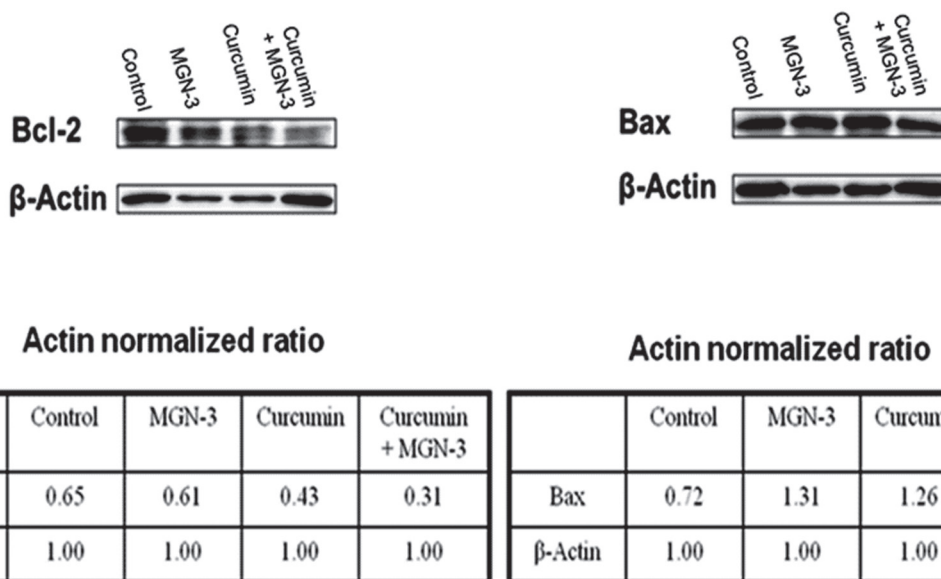 Control
MGN-3
Curcumin
Curcumin
+ MGN-3
Bcl-2
β-Actin
Control
MGN-3
Curcumin
Curcumin
+ MGN-3
Bax
β-Actin
Actin normalized ratio
Control MGN-3 Curcumin Curcumin
+ MGN-3
0.65 0.61 0.43 0.31
1.00 1.00 1.00 1.00
Actin normalized ratio
Control MGN-3 Curcum
Bax 0.72 1.31 1.26
β-Actin 1.00 1.00 1.00